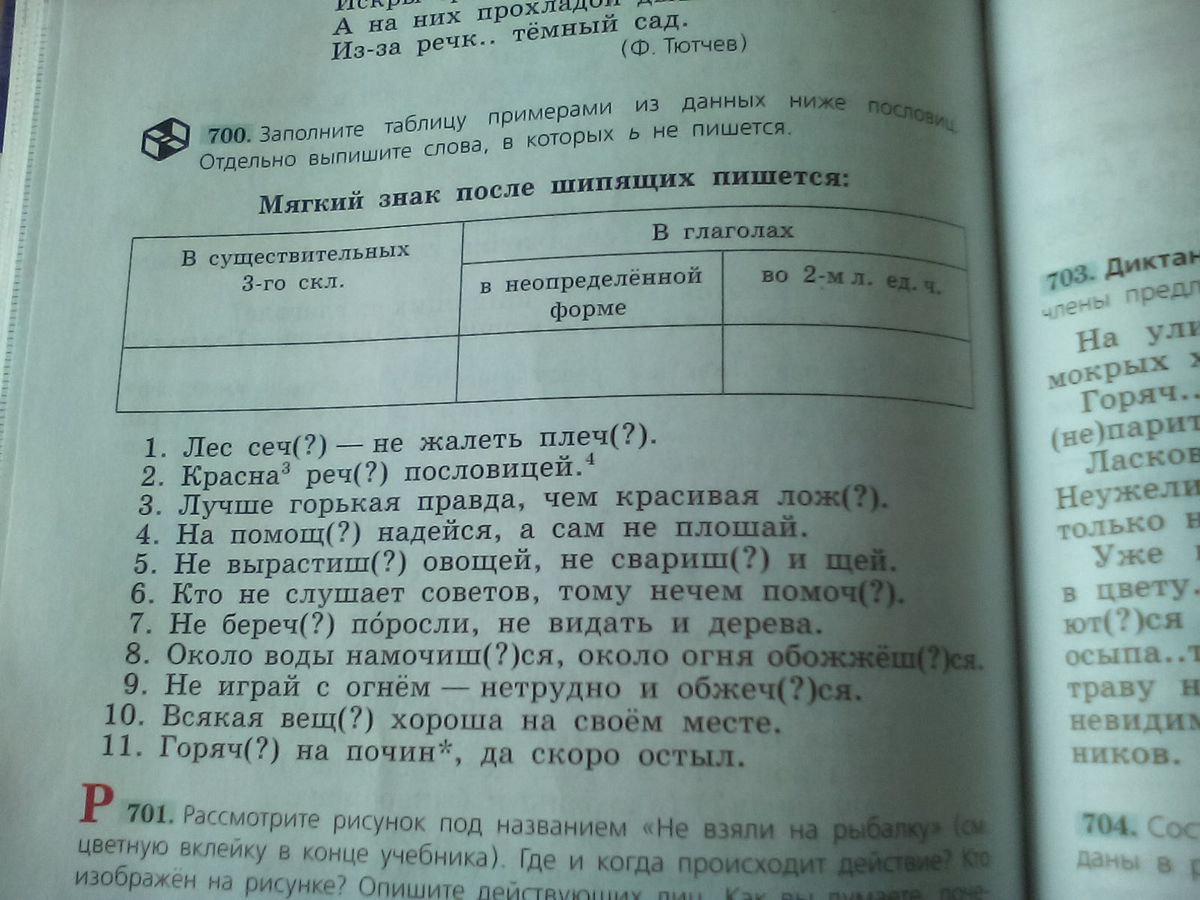 Искры
А на них прохладой
Из-за речк.. тёмный сад.
(Ф. Тютчев)
700. Заполните таблицу примерами из данных ниже пословиц.
Отдельно выпишите слова, в которых ь не пишется.
Мягкий знак после шипящих пишется:
В существительных
3-го скл.
В глаголах
в неопределённой
форме
во 2-м л. ед. ч.
1. Лес сеч(?) — не жалеть плеч(?).
2. Красна³ реч(?) пословицей.⁴
3. Лучше горькая правда, чем красивая лож(?).
4. На помощ(?) надейся, а сам не плошай.
5. Не вырастиш(?) овощей, не свариш(?) и щей.
6. Кто не слушает советов, тому нечем помоч(?).
7. Не береч(?) по́росли, не видать и дерева.
8. Около воды намочиш(?)ся, около огня обожжёш(?)ся.
9. Не играй с огнём — нетрудно и обжеч(?)ся.
10. Всякая вещ(?) хороша на своём месте.
11. Горяч(?) на почин*, да скоро остыл.
Р 701. Рассмотрите рисунок под названием «Не взяли на рыбалку» (см.
цветную вклейку в конце учебника). Где и когда происходит действие? Кто
изображён на рисунке? Опишите действующих лиц. Как вы думаете, поче-
703. Диктан
члены предл
На ули
мокрых х
Горяч..
(не)парит
Ласков
Неужели
только н
Уже
в цвету.
ют(?)ся
осыпа..т
траву н
невидим
ников.
704. Сос
даны в р